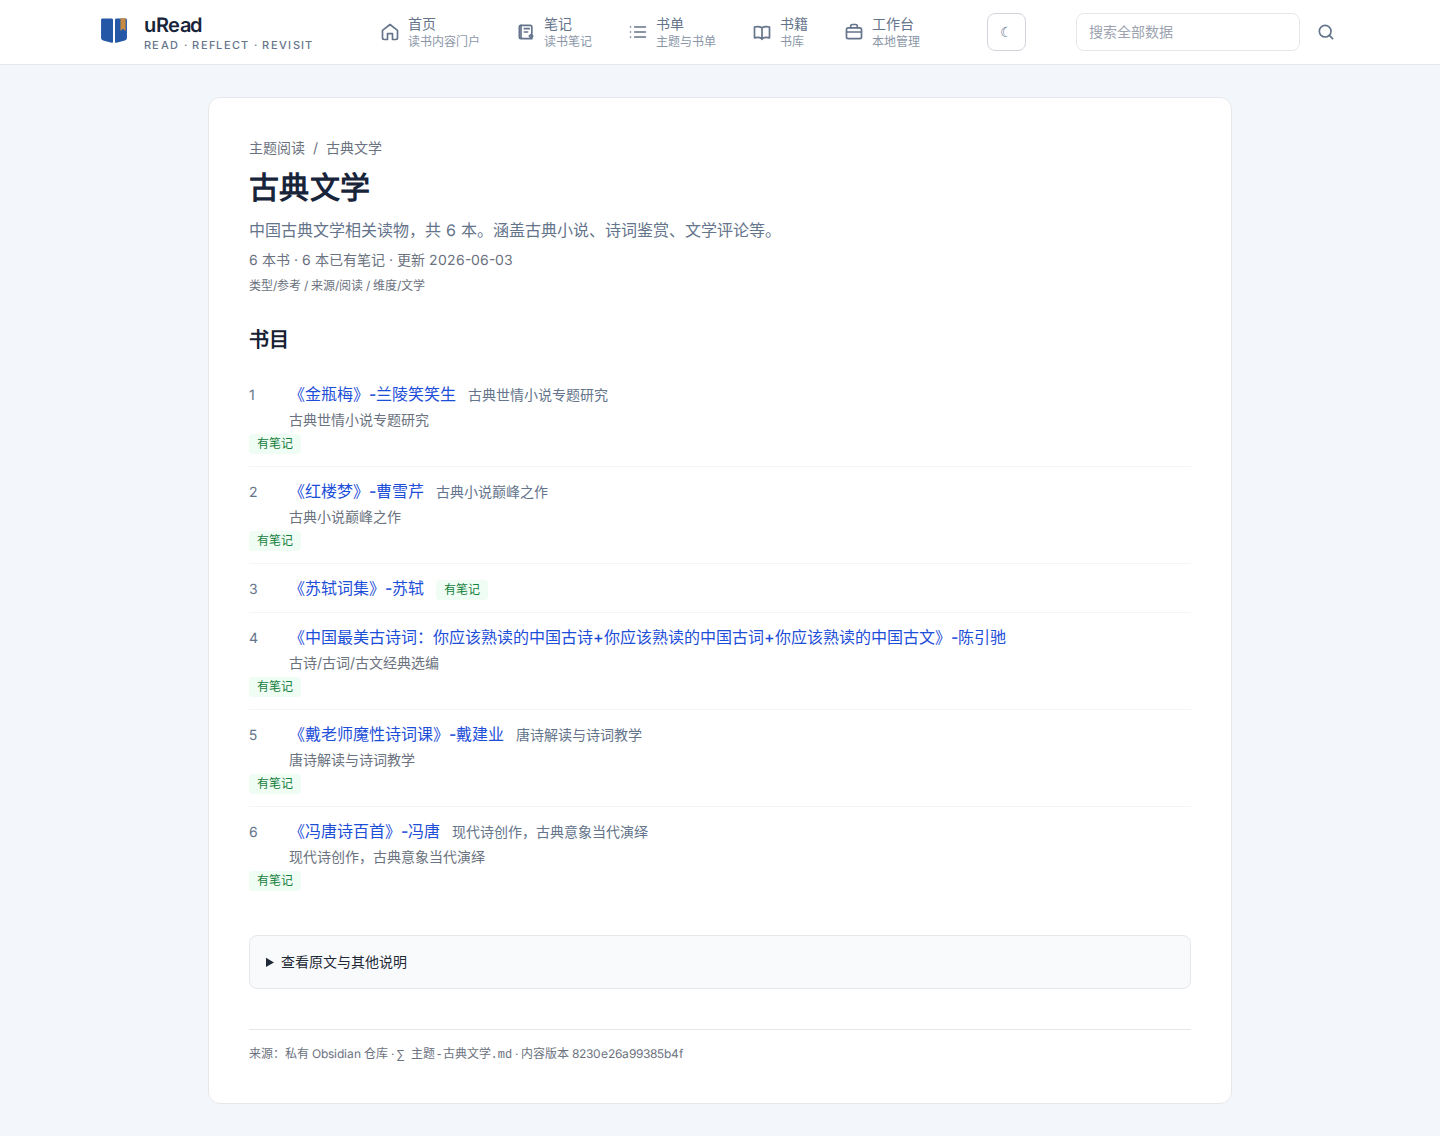 uRead
READ · REFLECT · REVISIT
首页
读书内容门户
笔记
读书笔记
书单
主题与书单
书籍
书库
工作台
本地管理
搜索全部数据
主题阅读 / 古典文学
古典文学
中国古典文学相关读物，共 6 本。涵盖古典小说、诗词鉴赏、文学评论等。
6 本书 · 6 本已有笔记 · 更新 2026-06-03
类型/参考 / 来源/阅读 / 维度/文学
书目
1 《金瓶梅》-兰陵笑笑生 古典世情小说专题研究
古典世情小说专题研究
有笔记
2 《红楼梦》-曹雪芹 古典小说巅峰之作
古典小说巅峰之作
有笔记
3 《苏轼词集》-苏轼 有笔记
4 《中国最美古诗词：你应该熟读的中国古诗+你应该熟读的中国古词+你应该熟读的中国古文》-陈引驰
古诗/古词/古文经典选编
有笔记
5 《戴老师魔性诗词课》-戴建业 唐诗解读与诗词教学
唐诗解读与诗词教学
有笔记
6 《冯唐诗百首》-冯唐 现代诗创作，古典意象当代演绎
现代诗创作，古典意象当代演绎
有笔记
查看原文与其他说明
来源：私有 Obsidian 仓库 · ∑ 主题-古典文学.md · 内容版本 8230e26a99385b4f